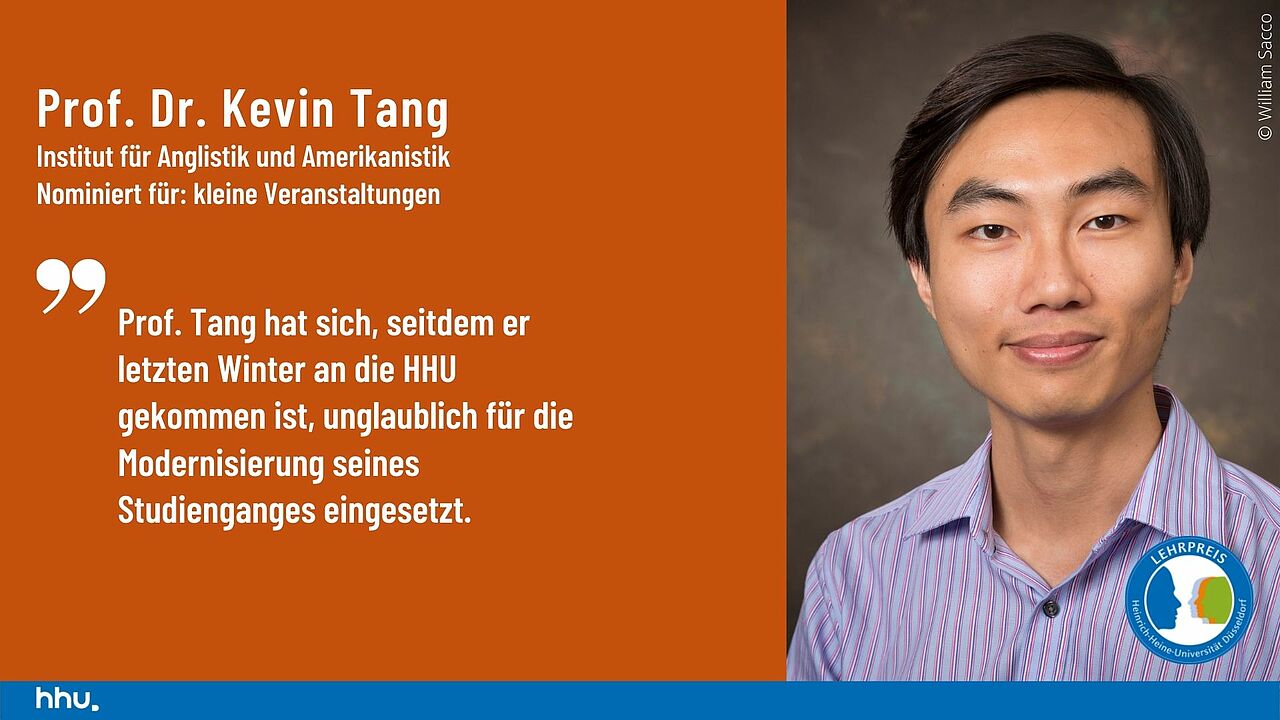 Prof. Dr. Kevin Tang
Institut für Anglistik und Amerikanistik
Nominiert für: kleine Veranstaltungen
”
Prof. Tang hat sich, seitdem er
letzten Winter an die HHU
gekommen ist, unglaublich für die
Modernisierung seines
Studienganges eingesetzt.
© William Sacco
LEHRPREIS
Heinrich-Heine-Universität Düsseldorf
hhu.